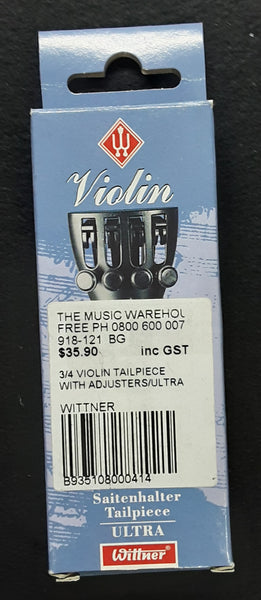 Violin
THE MUSIC WAREHOU
FREE PH 0800 600 007
918-121 BG
$35.90 inc GST
3/4 VIOLIN TAILPIECE
WITH ADJUSTERS/ULTRA
WITTNER
B935108000414
Saitenhalter
Tailpiece
ULTRA
Wittner